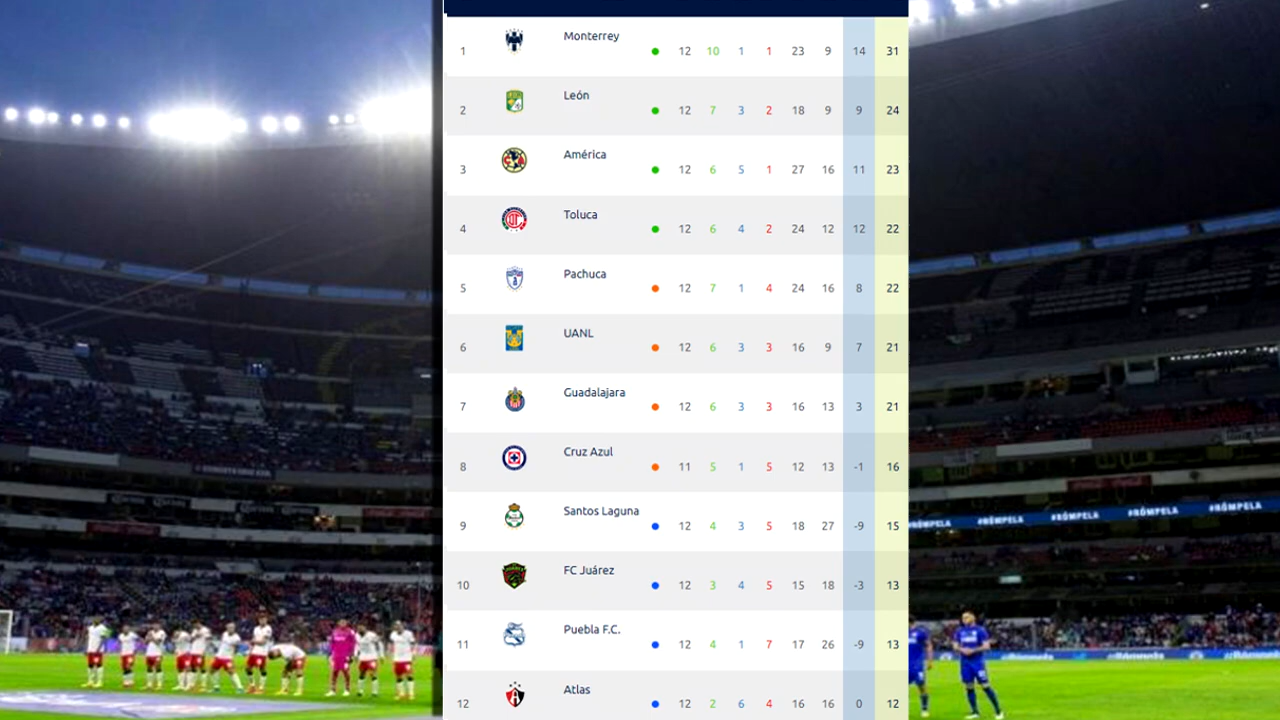 1 Monterrey 12 10 1 1 23 9 14 31
2 León 12 7 3 2 18 9 9 24
3 América 12 6 5 1 27 16 11 23
4 Toluca 12 6 4 2 24 12 12 22
5 Pachuca 12 7 1 4 24 16 8 22
6 UANL 12 6 3 3 16 9 7 21
7 Guadalajara 12 6 3 3 16 13 3 21
8 Cruz Azul 11 5 1 5 12 13 -1 16
9 Santos Laguna 12 4 3 5 18 27 -9 15
10 FC Juárez 12 3 4 5 15 18 -3 13
11 Puebla F.C. 12 4 1 7 17 26 -9 13
12 Atlas 12 2 6 4 16 16 0 12
#RÓMPELA #RÓMPELA #RÓMPELA #RÓMPELA